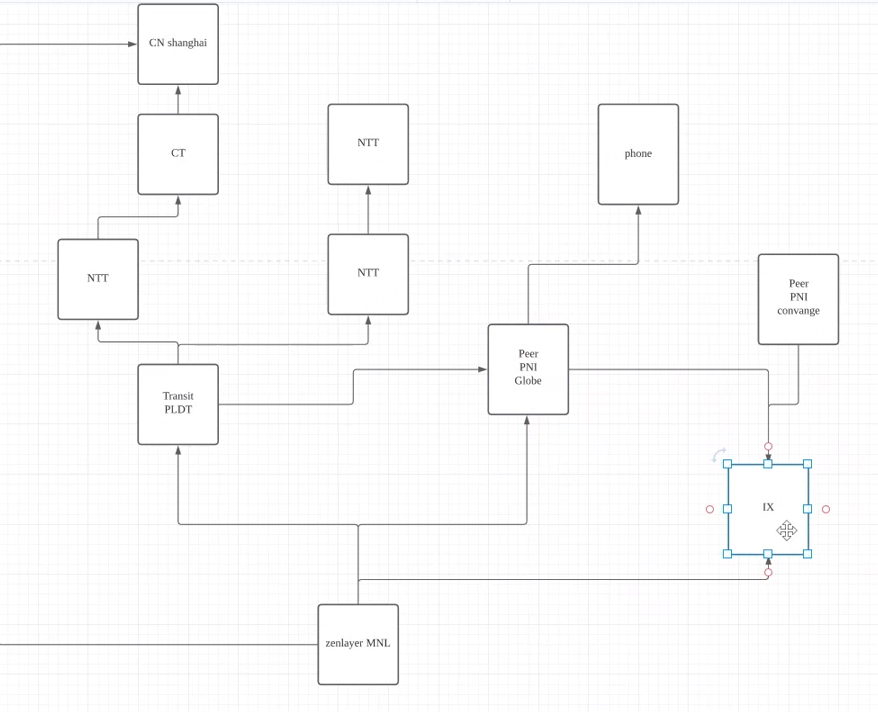 CN shanghai
CT
NTT
phone
NTT
NTT
Peer
PNI
convange
Peer
PNI
Globe
Transit
PLDT
IX
zenlayer MNL